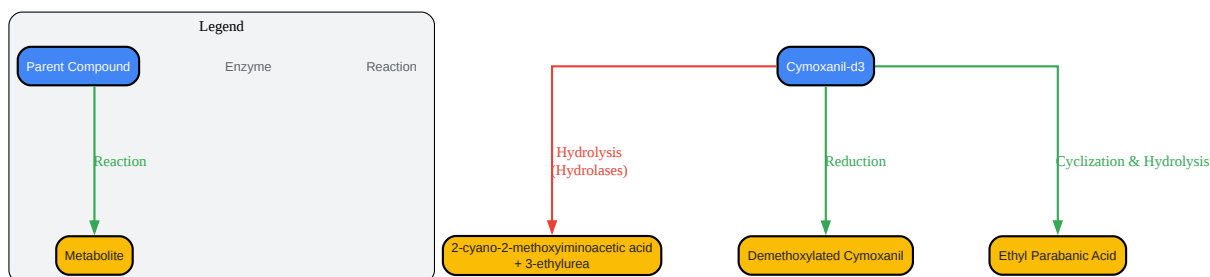 Legend
Parent Compound
Enzyme
Reaction
Cymoxanil-d3
Reaction
Hydrolysis
(Hydrolases)
Reduction
Cyclization & Hydrolysis
Metabolite
2-cyano-2-methoxyiminoacetic acid
+ 3-ethylurea
Demethoxylated Cymoxanil
Ethyl Parabanic Acid